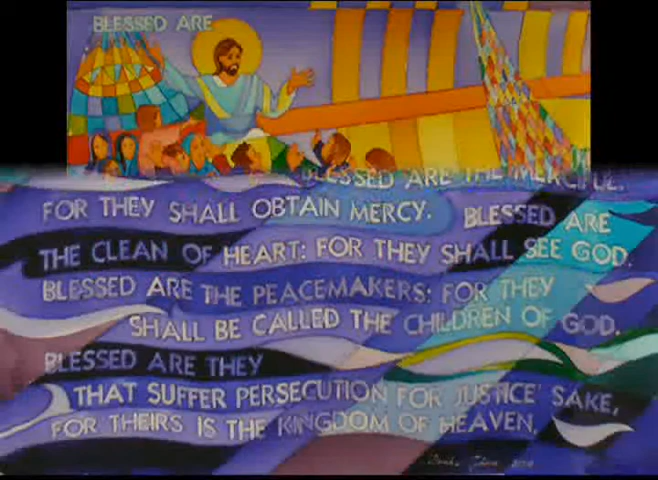 BLESSED ARE
BLESSED ARE THE MERCIFUL.
FOR THEY SHALL OBTAIN MERCY. BLESSED ARE
THE CLEAN OF HEART: FOR THEY SHALL SEE GOD.
BLESSED ARE THE PEACEMAKERS: FOR THEY
SHALL BE CALLED THE CHILDREN OF GOD.
BLESSED ARE THEY
THAT SUFFER PERSECUTION FOR JUSTICE' SAKE,
FOR THEIRS IS THE KINGDOM OF HEAVEN.